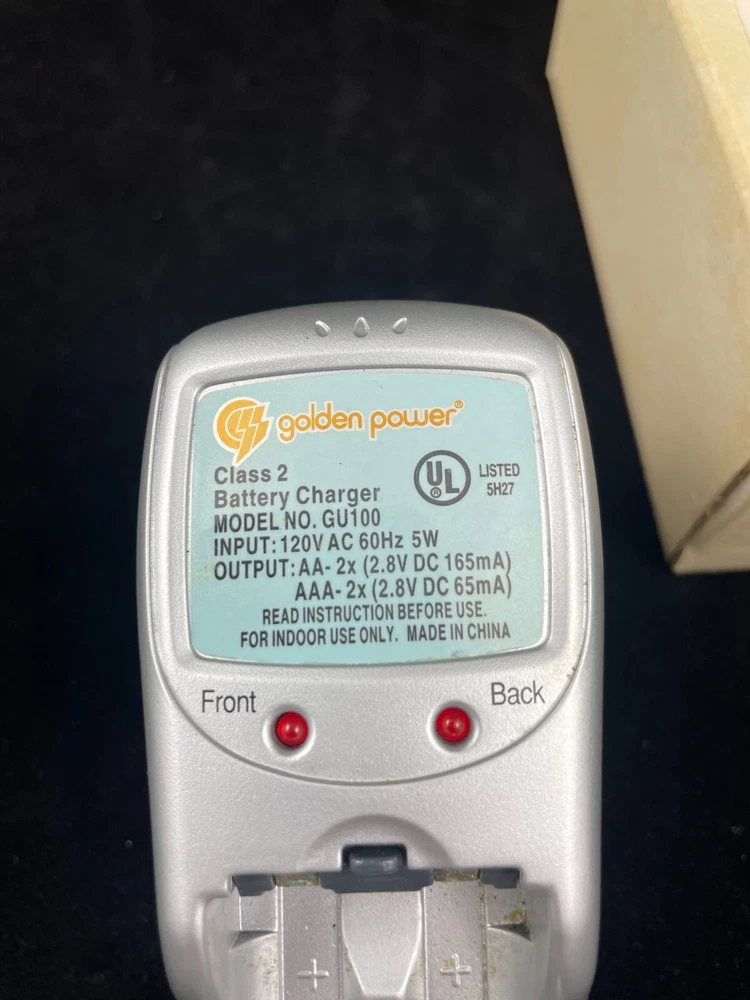 golden power®
Class 2
Battery Charger
MODEL NO. GU100
UL®
LISTED
5H27
INPUT: 120V AC 60Hz 5W
OUTPUT: AA- 2x (2.8V DC 165mA)
AAA- 2x (2.8V DC 65mA)
READ INSTRUCTION BEFORE USE.
FOR INDOOR USE ONLY. MADE IN CHINA
Front
Back
+ +